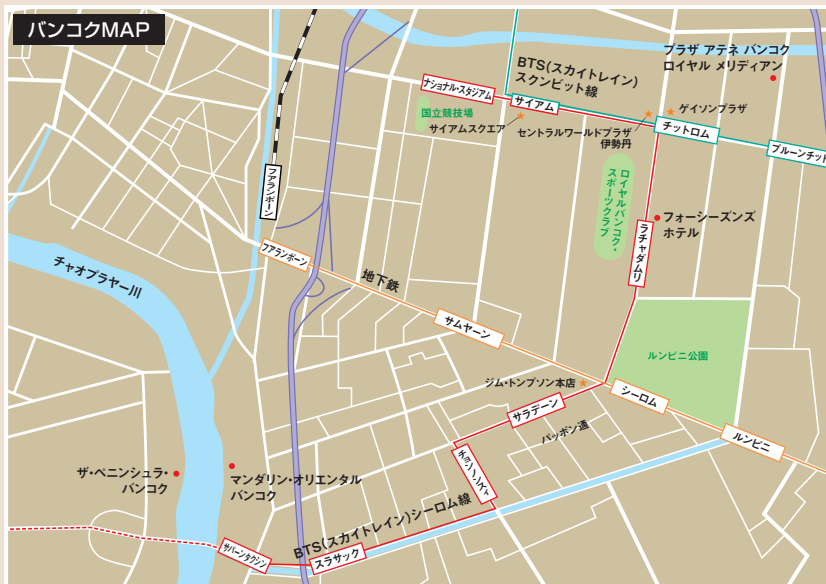 バンコクMAP
プラザ アテネ バンコク
ロイヤル メリディアン
BTS(スカイトレイン)
スクンビット線
ナショナル・スタジアム
サイアム
国立競技場
サイアムスクエア
ゲイソンプラザ
セントラルワールドプラザ
伊勢丹
チットロム
プルーンチット
ロイヤルバンコク・
スポーツクラブ
フアランポーン
フォーシーズンズ
ホテル
ラチャダムリ
フアランポーン
チャオプラヤー川
地下鉄
サムヤーン
ルンピニ公園
ジム・トンプソン本店
シーロム
サラデーン
パッポン通
ルンピニ
チョンノンズィ
ザ・ペニンシュラ・
バンコク
マンダリン・オリエンタル
バンコク
BTS(スカイトレイン)シーロム線
サパーンタクシン
スラサック